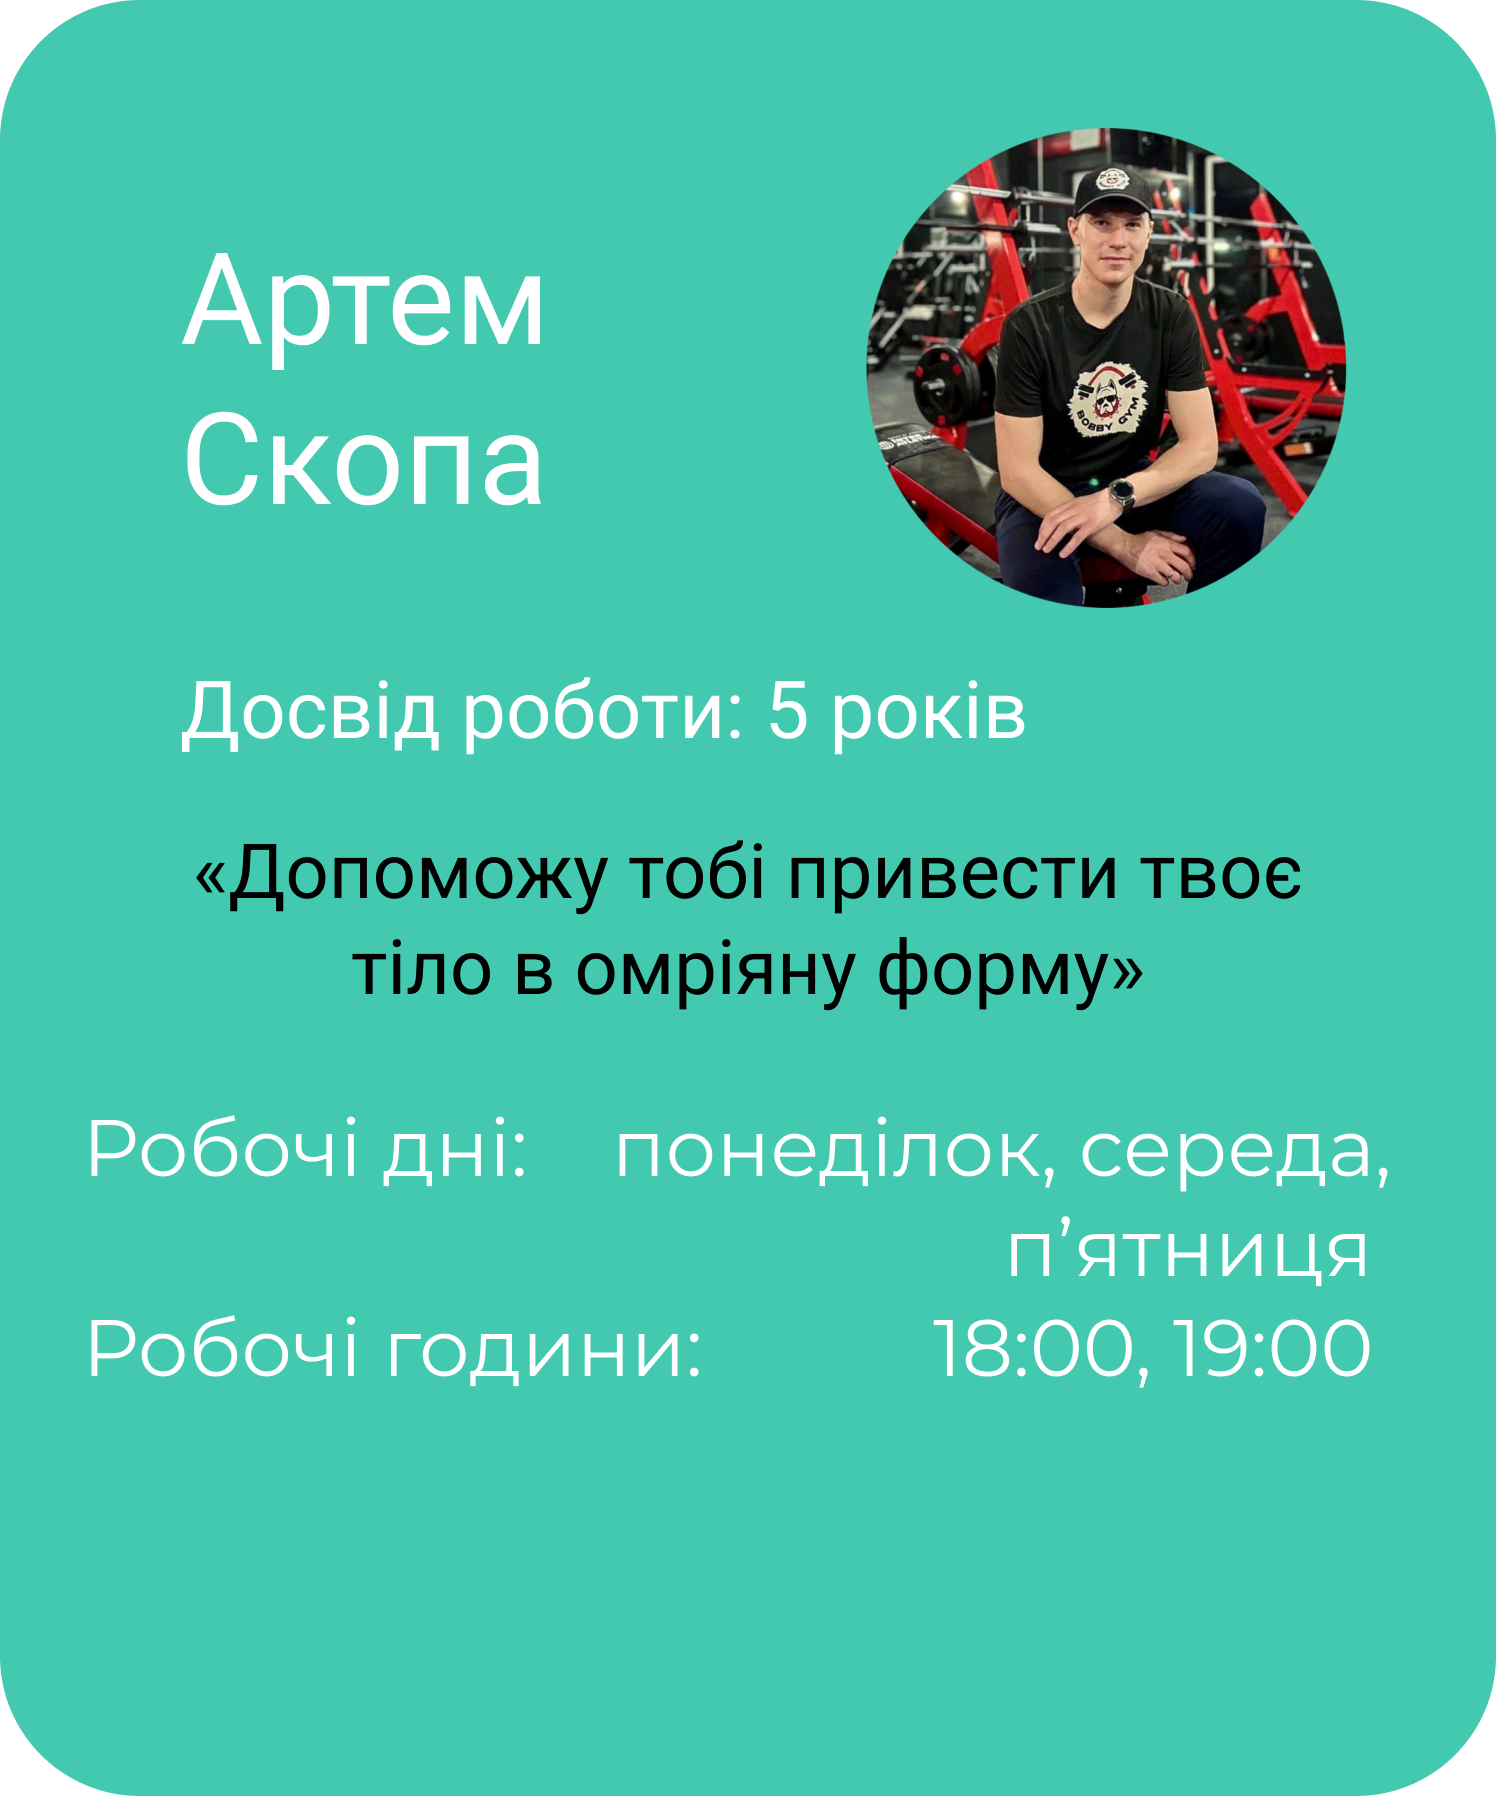 Артем
Скопа
Досвід роботи: 5 років
«Допоможу тобі привести твоє
тіло в омріяну форму»
Робочі дні: понеділок, середа,
п’ятниця
Робочі години: 18:00, 19:00
BOBBY GYM